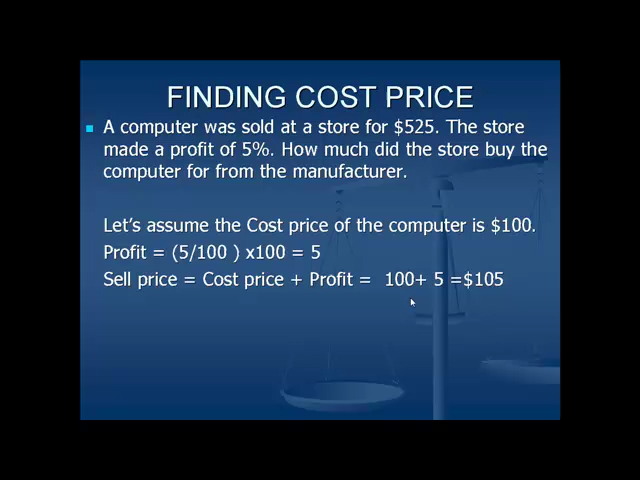 FINDING COST PRICE
A computer was sold at a store for $525. The store
made a profit of 5%. How much did the store buy the
computer for from the manufacturer.
Let's assume the Cost price of the computer is $100.
Profit = (5/100 ) x100 = 5
Sell price = Cost price + Profit = 100+ 5 =$105